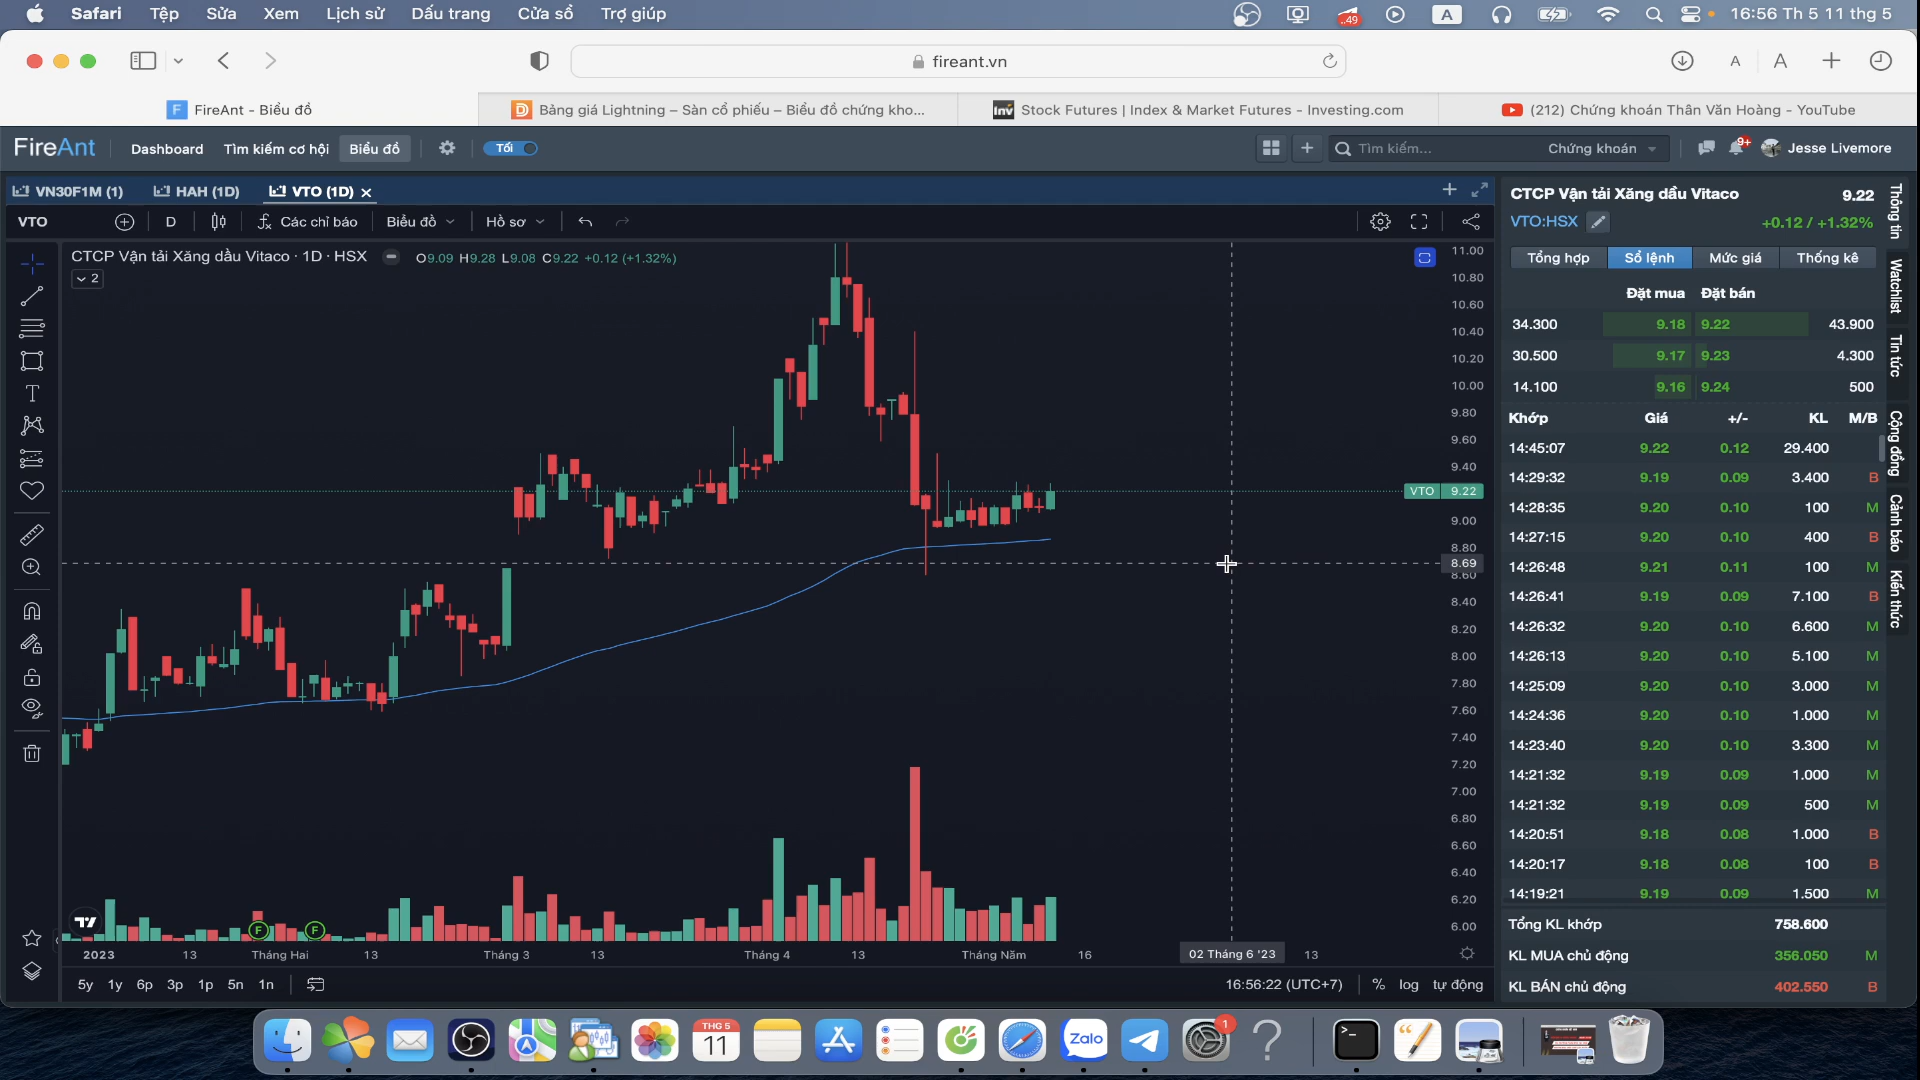 Safari Tệp Sửa Xem Lịch sử Dấu trang Cửa sổ Trợ giúp .49 A 16:56 Th 5 11 thg 5
fireant.vn A A
FireAnt - Biểu đồ Bảng giá Lightning – Sàn cổ phiếu – Biểu đồ chứng kho... Stock Futures | Index & Market Futures - Investing.com (212) Chứng khoán Thân Văn Hoàng - YouTube
FireAnt Dashboard Tìm kiếm cơ hội Biểu đồ Tối Tìm kiếm... Chứng khoán 9+ Jesse Livemore
VN30F1M (1) HAH (1D) VTO (1D)
VTO D Các chỉ báo Biểu đồ Hồ sơ
CTCP Vận tải Xăng dầu Vitaco · 1D · HSX O9.09 H9.28 L9.08 C9.22 +0.12 (+1.32%)
2
11.00
10.80
10.60
10.40
10.20
10.00
9.80
9.60
9.40
VTO 9.22
9.00
8.80
8.69
8.60
8.40
8.20
8.00
7.80
7.60
7.40
7.20
7.00
6.80
6.60
6.40
6.20
6.00
F F
2023 13 Tháng Hai 13 Tháng 3 13 Tháng 4 13 Tháng Năm 16 02 Tháng 6 '23 13
5y 1y 6p 3p 1p 5n 1n 16:56:22 (UTC+7) % log tự động
CTCP Vận tải Xăng dầu Vitaco 9.22
VTO:HSX +0.12 / +1.32%
Tổng hợp Sổ lệnh Mức giá Thống kê
Đặt mua Đặt bán
34.300 9.18 9.22 43.900
30.500 9.17 9.23 4.300
14.100 9.16 9.24 500
Khớp Giá +/- KL M/B
14:45:07 9.22 0.12 29.400
14:29:32 9.19 0.09 3.400 B
14:28:35 9.20 0.10 100 M
14:27:15 9.20 0.10 400 B
14:26:48 9.21 0.11 100 M
14:26:41 9.19 0.09 7.100 B
14:26:32 9.20 0.10 6.600 M
14:26:13 9.20 0.10 5.100 M
14:25:09 9.20 0.10 3.000 M
14:24:36 9.20 0.10 1.000 M
14:23:40 9.20 0.10 3.300 M
14:21:32 9.19 0.09 1.000 M
14:21:32 9.19 0.09 500 M
14:20:51 9.18 0.08 1.000 B
14:20:17 9.18 0.08 100 B
14:19:21 9.19 0.09 1.500 M
Tổng KL khớp 758.600
KL MUA chủ động 356.050 M
KL BÁN chủ động 402.550 B
Thông tin
Watchlist
Tin tức
Cộng đồng
Cảnh báo
Kiến thức
THG 5
11
Zalo
1